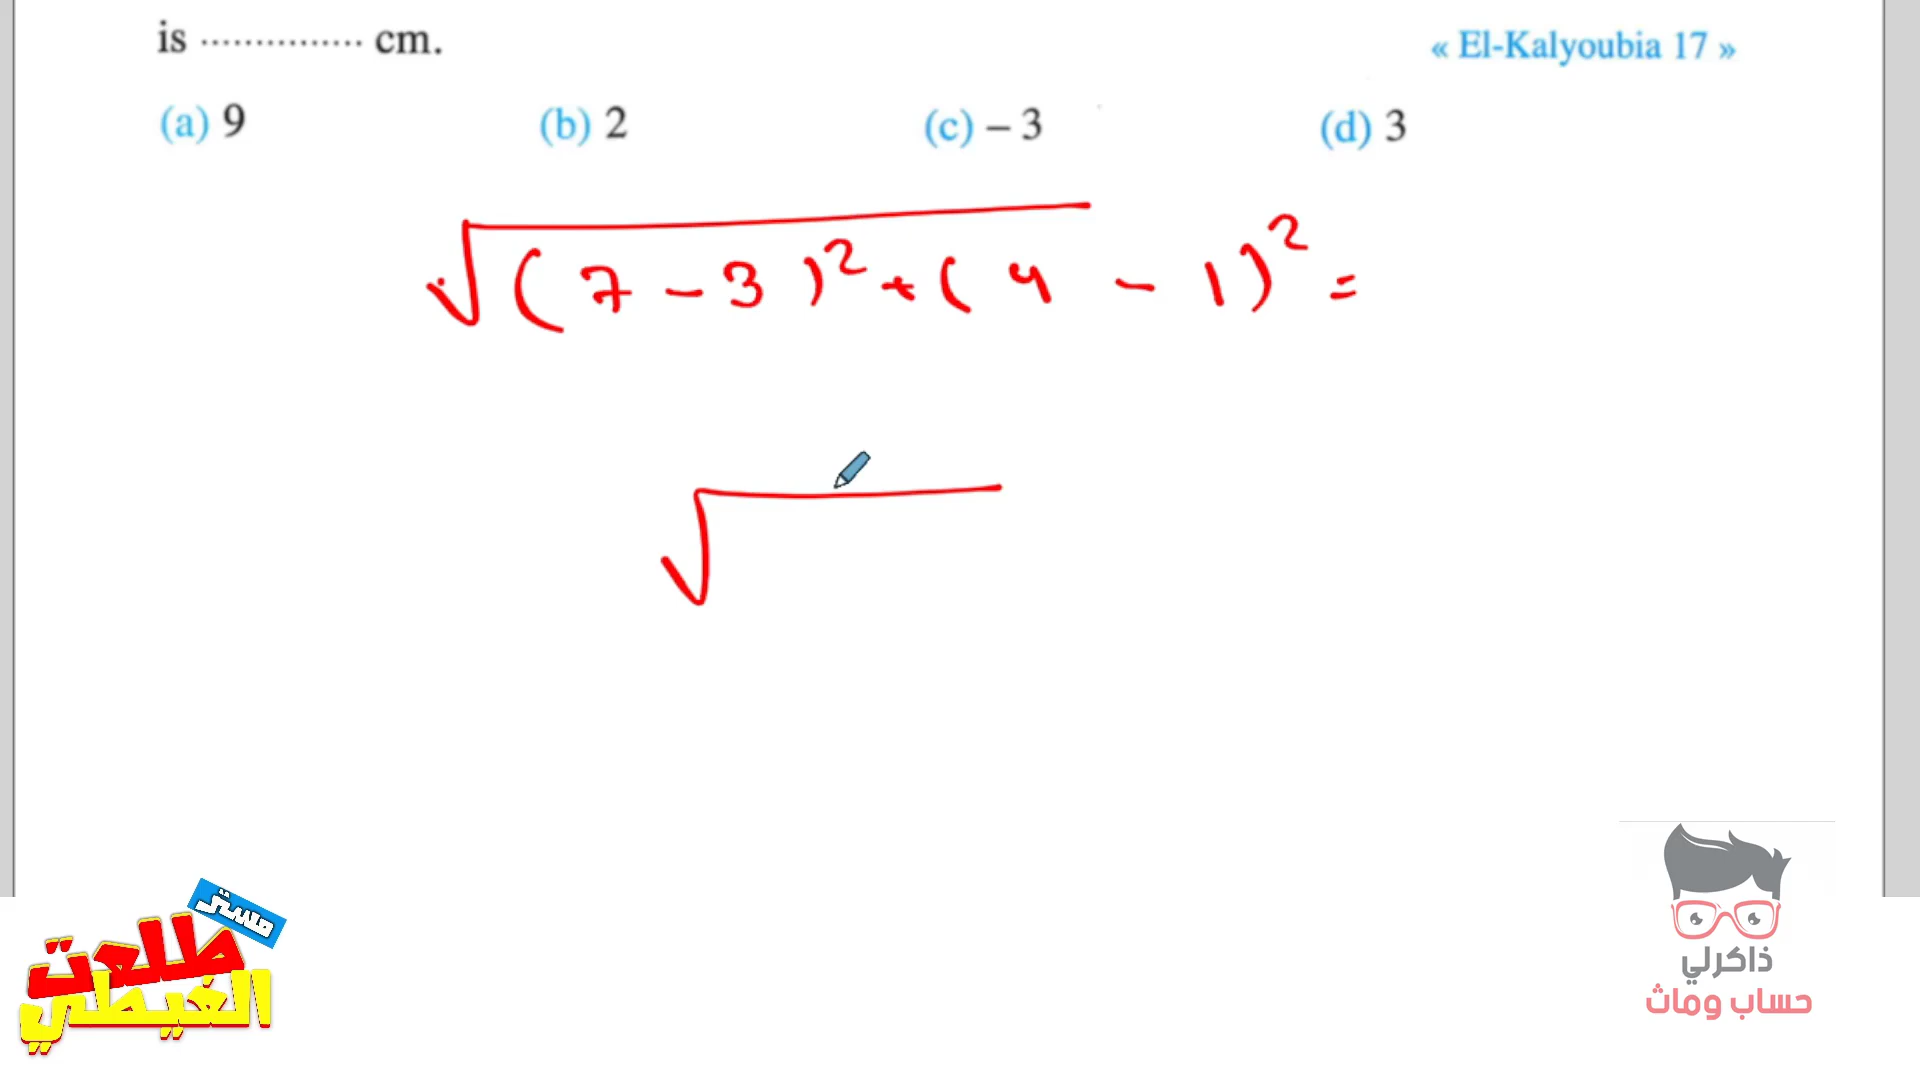 is ............... cm.
« El-Kalyoubia 17 »
(a) 9 (b) 2 (c) – 3 (d) 3
√(7 - 3)² + (4 - 1)² =
√
مستر
طلعت
الغيطي
ذاكرلي
حساب وماث